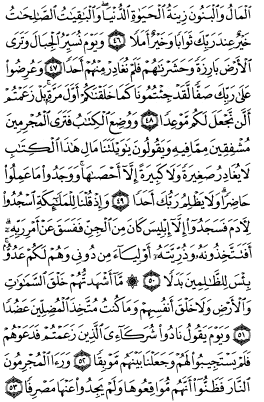 ٱلْمَالُ وَٱلْبَنُونَ زِينَةُ ٱلْحَيَوٰةِ ٱلدُّنْيَا ۖ وَٱلْبَٰقِيَٰتُ ٱلصَّٰلِحَٰتُ
خَيْرٌ عِندَ رَبِّكَ ثَوَابًا وَخَيْرٌ أَمَلًا ٤٦ وَيَوْمَ نُسَيِّرُ ٱلْجِبَالَ وَتَرَى
ٱلْأَرْضَ بَارِزَةً وَحَشَرْنَٰهُمْ فَلَمْ نُغَادِرْ مِنْهُمْ أَحَدًا ٤٧ وَعُرِضُوا۟
عَلَىٰ رَبِّكَ صَفًّا لَّقَدْ جِئْتُمُونَا كَمَا خَلَقْنَٰكُمْ أَوَّلَ مَرَّةٍۭ ۚ بَلْ زَعَمْتُمْ
أَلَّن نَّجْعَلَ لَكُم مَّوْعِدًا ٤٨ وَوُضِعَ ٱلْكِتَٰبُ فَتَرَى ٱلْمُجْرِمِينَ
مُشْفِقِينَ مِمَّا فِيهِ وَيَقُولُونَ يَٰوَيْلَتَنَا مَالِ هَٰذَا ٱلْكِتَٰبِ
لَا يُغَادِرُ صَغِيرَةً وَلَا كَبِيرَةً إِلَّآ أَحْصَىٰهَا ۚ وَوَجَدُوا۟ مَا عَمِلُوا۟
حَاضِرًا ۗ وَلَا يَظْلِمُ رَبُّكَ أَحَدًا ٤٩ وَإِذْ قُلْنَا لِلْمَلَٰٓئِكَةِ ٱسْجُدُوا۟
لِـَٔادَمَ فَسَجَدُوٓا۟ إِلَّآ إِبْلِيسَ كَانَ مِنَ ٱلْجِنِّ فَفَسَقَ عَنْ أَمْرِ رَبِّهِۦٓ ۗ
أَفَتَتَّخِذُونَهُۥ وَذُرِّيَّتَهُۥٓ أَوْلِيَآءَ مِن دُونِى وَهُمْ لَكُمْ عَدُوٌّۢ ۚ
بِئْسَ لِلظَّٰلِمِينَ بَدَلًا ٥٠ ۞ مَّآ أَشْهَدتُّهُمْ خَلْقَ ٱلسَّمَٰوَٰتِ
وَٱلْأَرْضِ وَلَا خَلْقَ أَنفُسِهِمْ وَمَا كُنتُ مُتَّخِذَ ٱلْمُضِلِّينَ عَضُدًا
٥١ وَيَوْمَ يَقُولُ نَادُوا۟ شُرَكَآءِىَ ٱلَّذِينَ زَعَمْتُمْ فَدَعَوْهُمْ
فَلَمْ يَسْتَجِيبُوا۟ لَهُمْ وَجَعَلْنَا بَيْنَهُم مَّوْبِقًا ٥٢ وَرَءَا ٱلْمُجْرِمُونَ
ٱلنَّارَ فَظَنُّوٓا۟ أَنَّهُم مُّوَاقِعُوهَا وَلَمْ يَجِدُوا۟ عَنْهَا مَصْرِفًا ٥٣